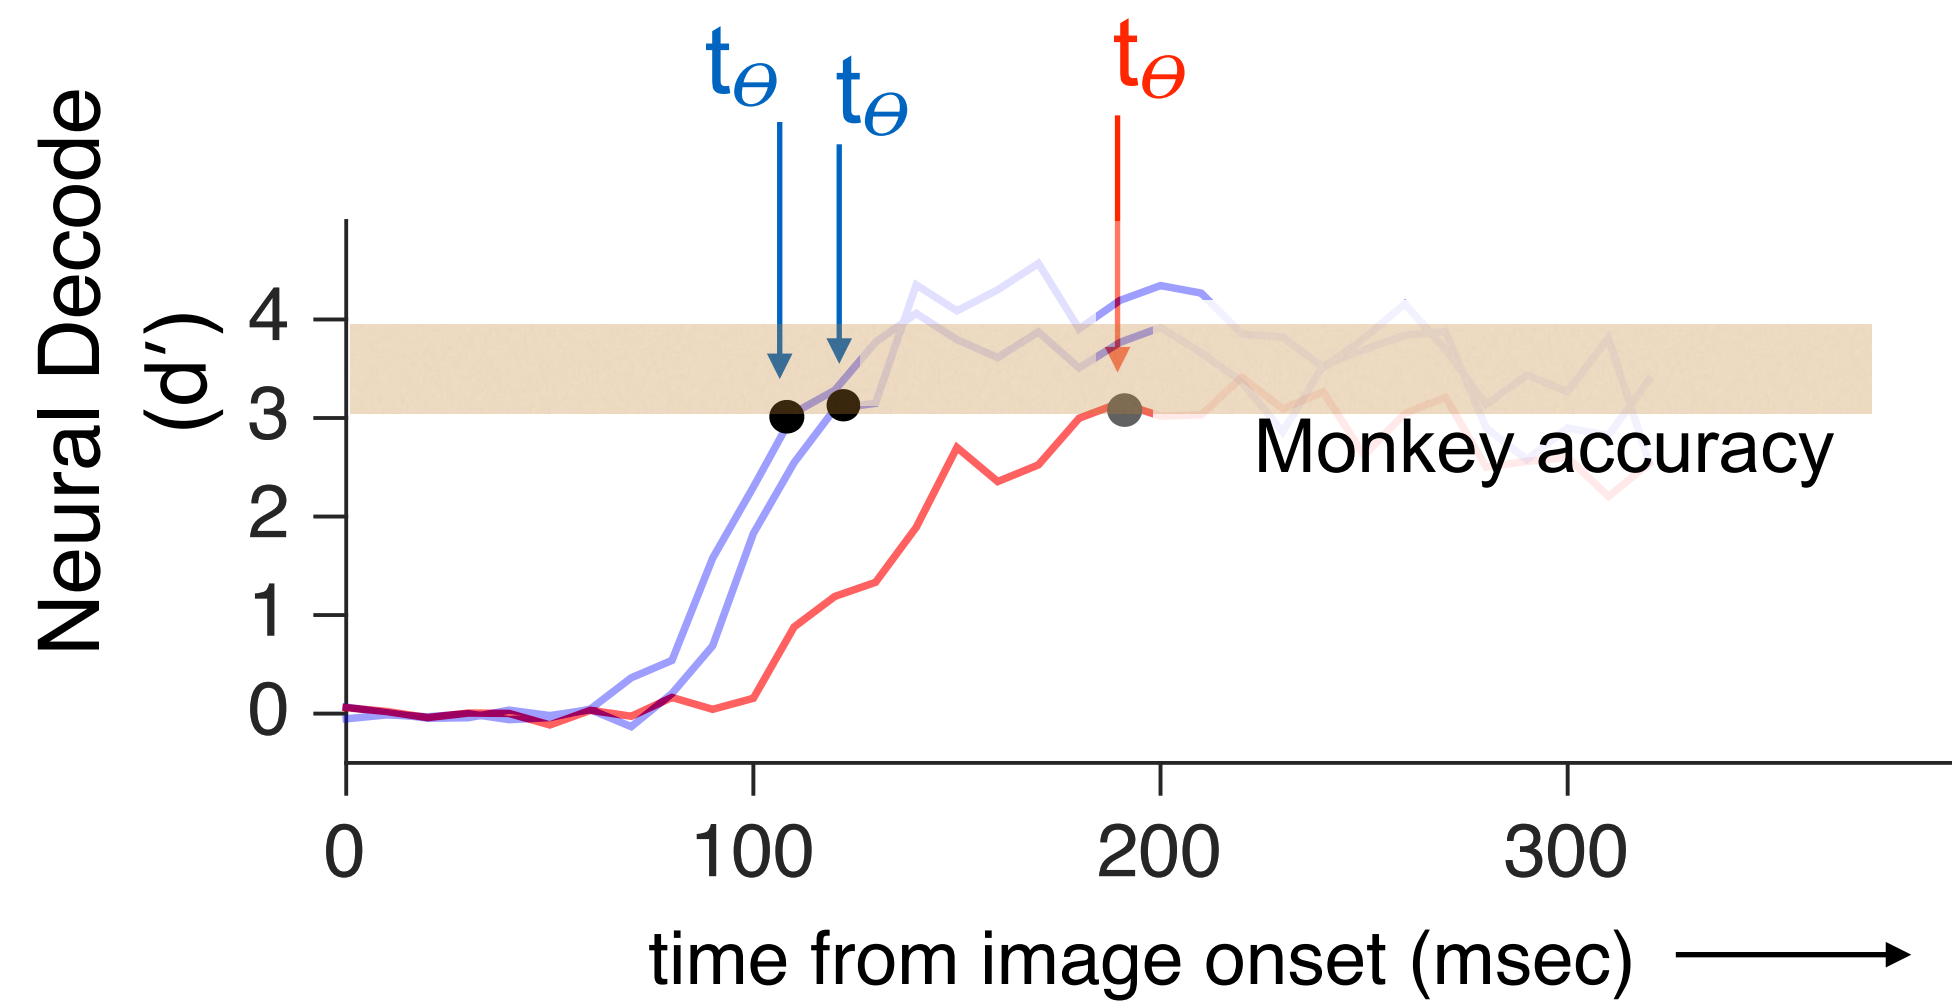 tθ
tθ
tθ
Neural Decode
(d′)
4
3
2
1
0
Monkey accuracy
0 100 200 300
time from image onset (msec)